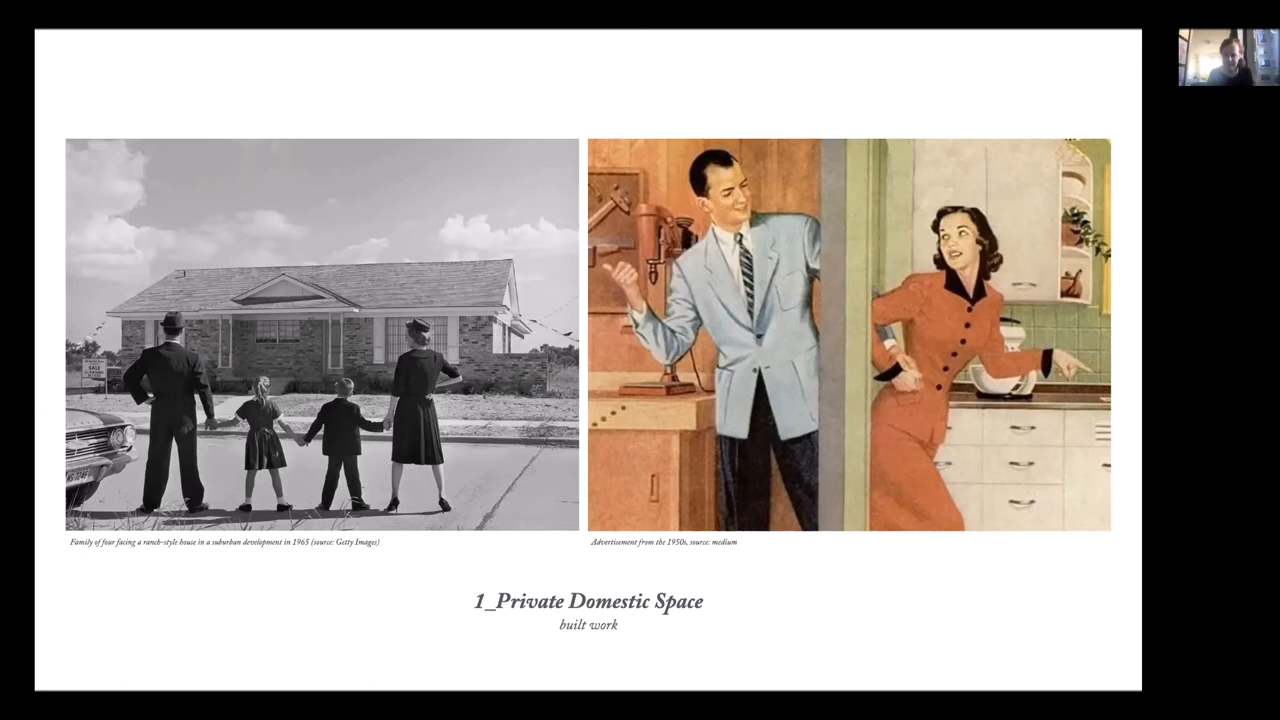 SALE
Family of four facing a ranch-style house in a suburban development in 1965 (source: Getty Images)
Advertisement from the 1950s, source: medium
1_Private Domestic Space
built work